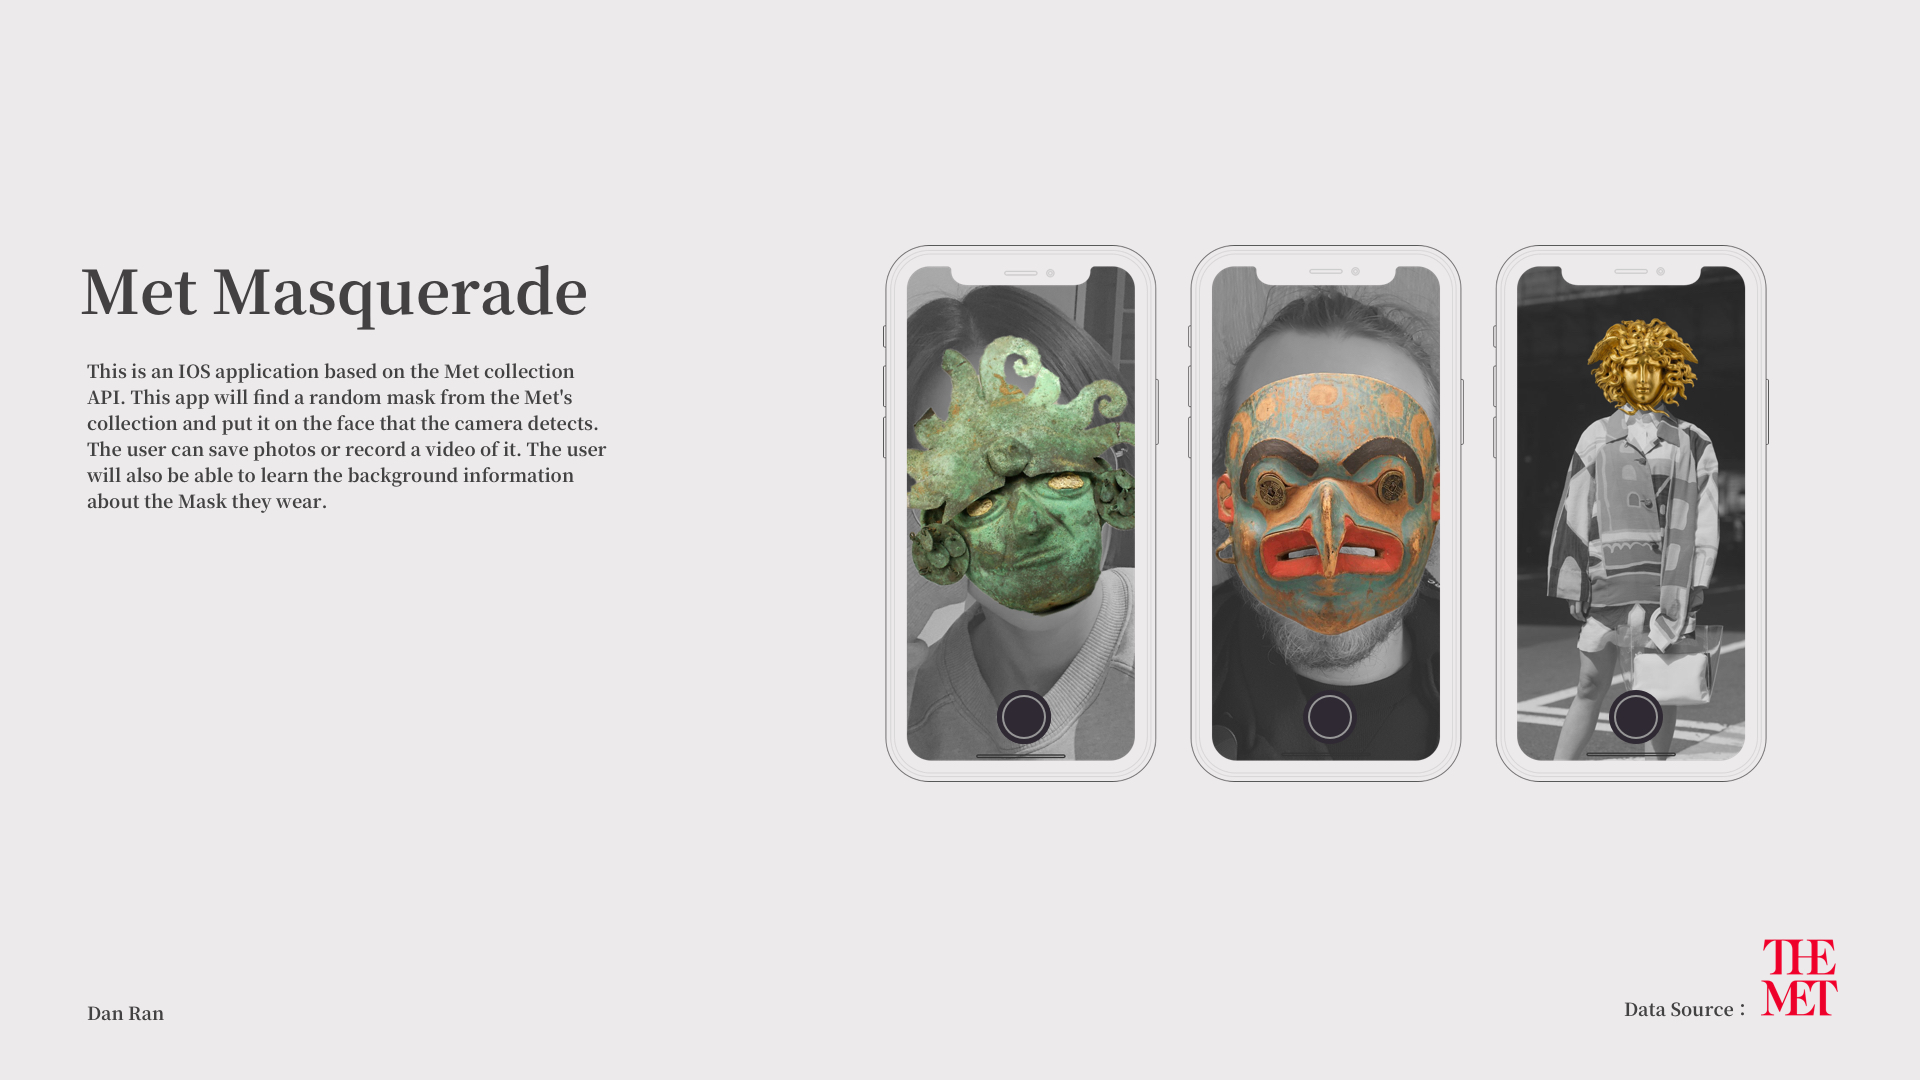 Met Masquerade
This is an IOS application based on the Met collection
API. This app will find a random mask from the Met's
collection and put it on the face that the camera detects.
The user can save photos or record a video of it. The user
will also be able to learn the background information
about the Mask they wear.
Dan Ran
Data Source：
THE
MET